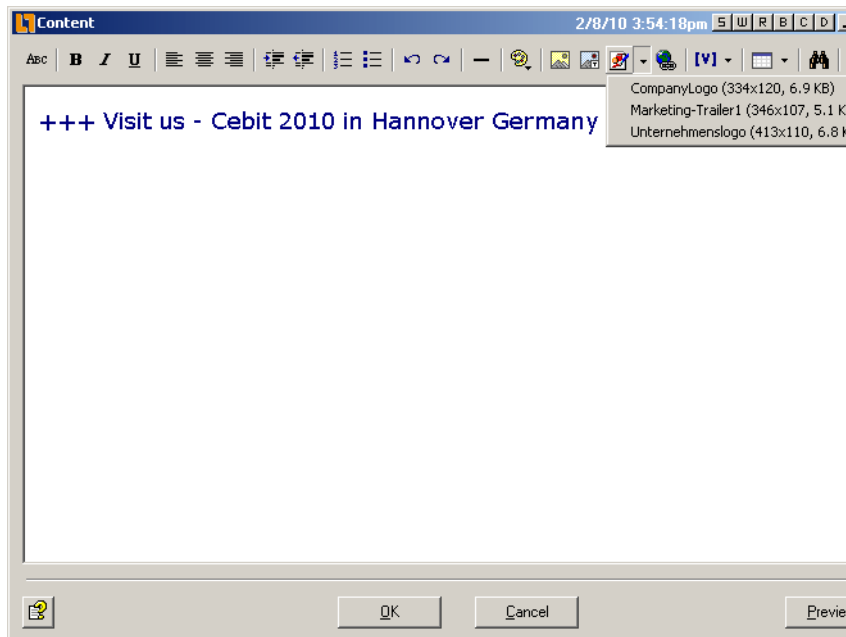 Content 2/8/10 3:54:18pm S W R B C D
ABC B I U [V]
CompanyLogo (334x120, 6.9 KB)
Marketing-Trailer1 (346x107, 5.1 K
Unternehmenslogo (413x110, 6.8 K
+++ Visit us - Cebit 2010 in Hannover Germany
OK Cancel Previe